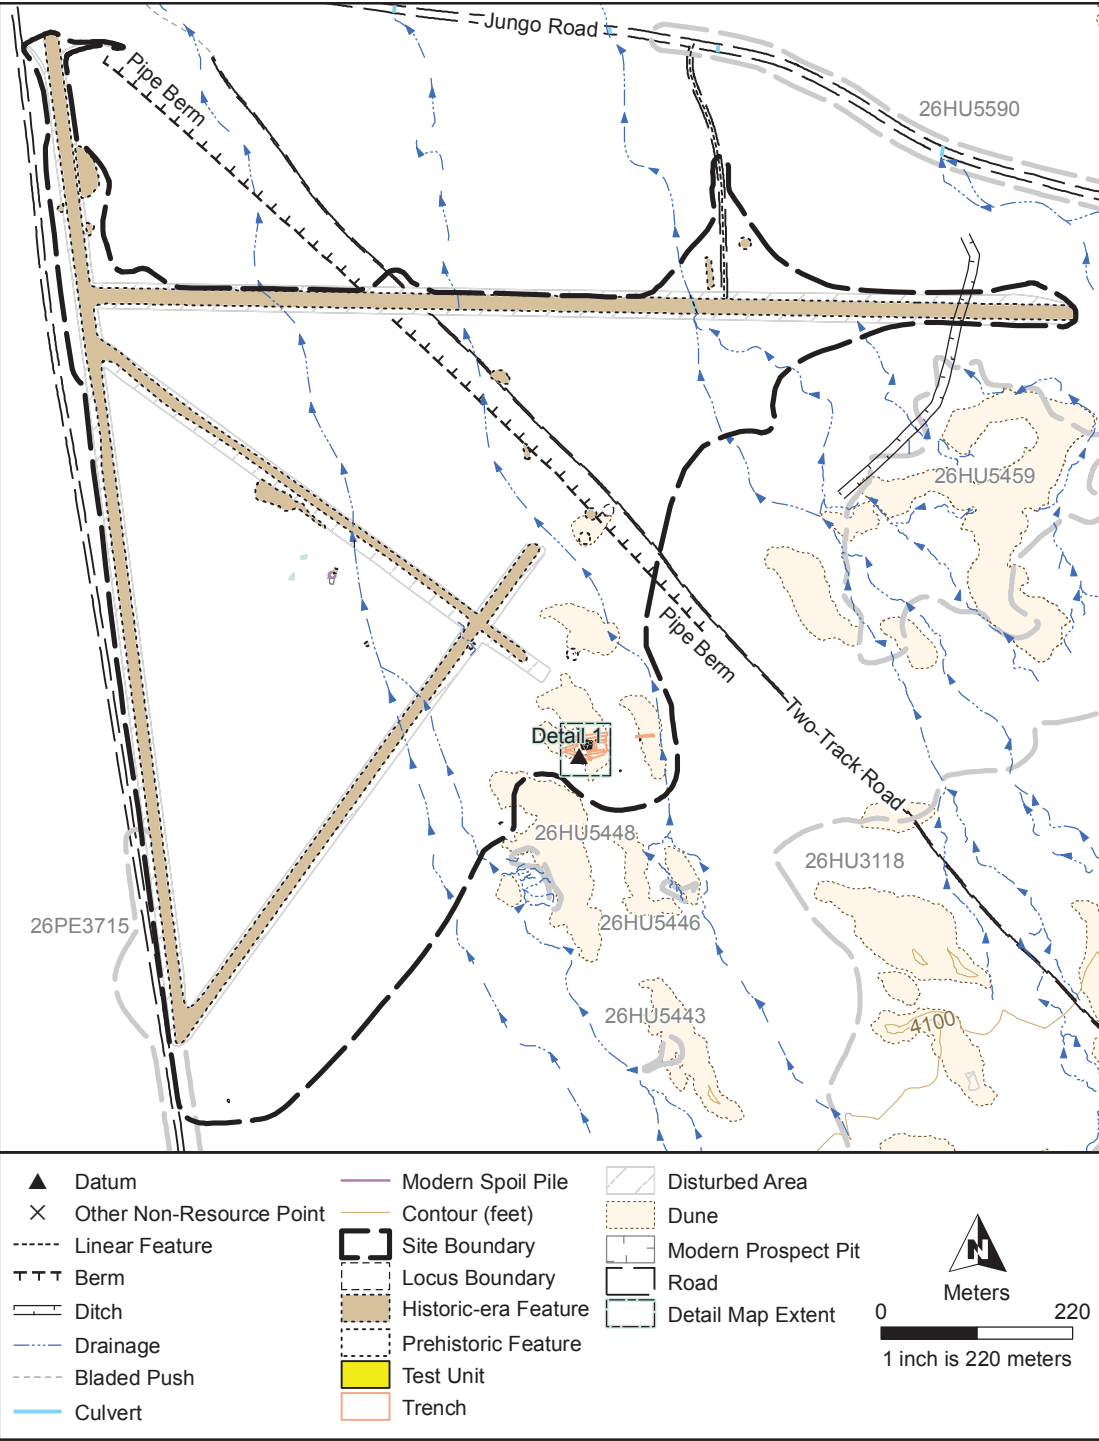 Jungo Road
Pipe Berm
26HU5590
26HU5459
Pipe Berm
Detail 1
Two-Track Road
26HU5448
26HU3118
26PE3715
26HU5446
26HU5443
4100
Datum
Other Non-Resource Point
Linear Feature
Berm
Ditch
Drainage
Bladed Push
Culvert
Modern Spoil Pile
Contour (feet)
Site Boundary
Locus Boundary
Historic-era Feature
Prehistoric Feature
Test Unit
Trench
Disturbed Area
Dune
Modern Prospect Pit
Road
Detail Map Extent
N
Meters
0 220
1 inch is 220 meters